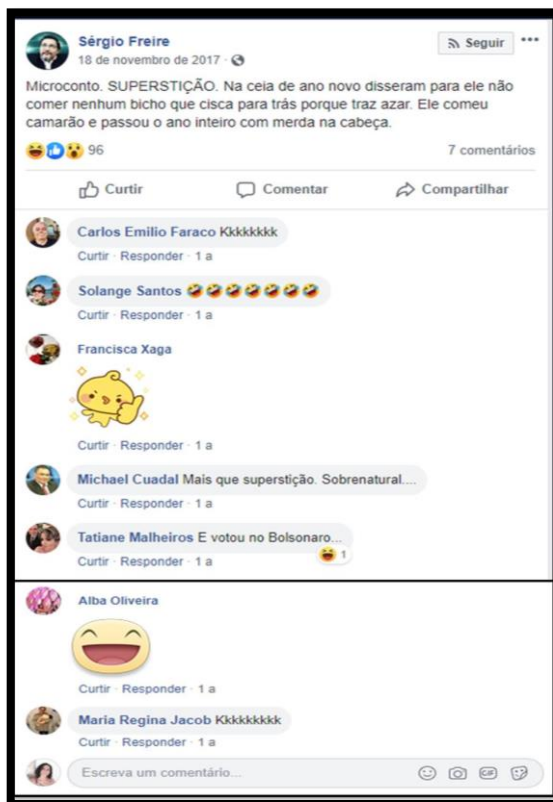 Sérgio Freire
Seguir
18 de novembro de 2017 ·
Microconto. SUPERSTIÇÃO. Na ceia de ano novo disseram para ele não
comer nenhum bicho que cisca para trás porque traz azar. Ele comeu
camarão e passou o ano inteiro com merda na cabeça.
96
7 comentários
Curtir
Comentar
Compartilhar
Carlos Emilio Faraco Kkkkkkkk
Curtir · Responder · 1 a
Solange Santos 🤣🤣🤣🤣🤣🤣🤣
Curtir · Responder · 1 a
Francisca Xaga
Curtir · Responder · 1 a
Michael Cuadal Mais que superstição. Sobrenatural....
Curtir · Responder · 1 a
Tatiane Malheiros E votou no Bolsonaro...
Curtir · Responder · 1 a
1
Alba Oliveira
Curtir · Responder · 1 a
Maria Regina Jacob Kkkkkkkkk
Curtir · Responder · 1 a
Escreva um comentário...
GIF